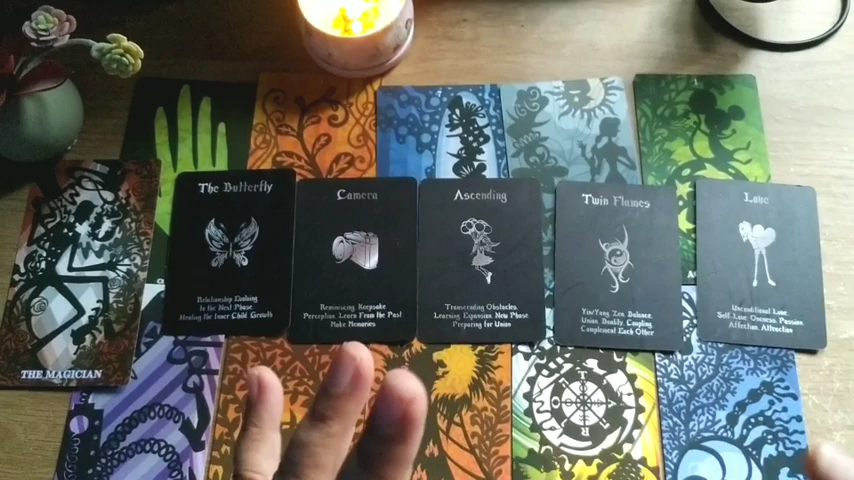 The Butterfly
Relationship Evolving
to the Next Phase
Healing the Inner Child Growth
Camera
Reminiscing Keepsake
Perception Learn From the Past
Make Memories
Ascending
Transcending Obstacles
Learning Expansion New Phase
Preparing for Union
Twin Flames
Yin/Yang Zen Balance
Union Duality Coupling
Complement Each Other
Love
Unconditional Love
Self Love Oneness Passion
Affection Attraction
THE MAGICIAN